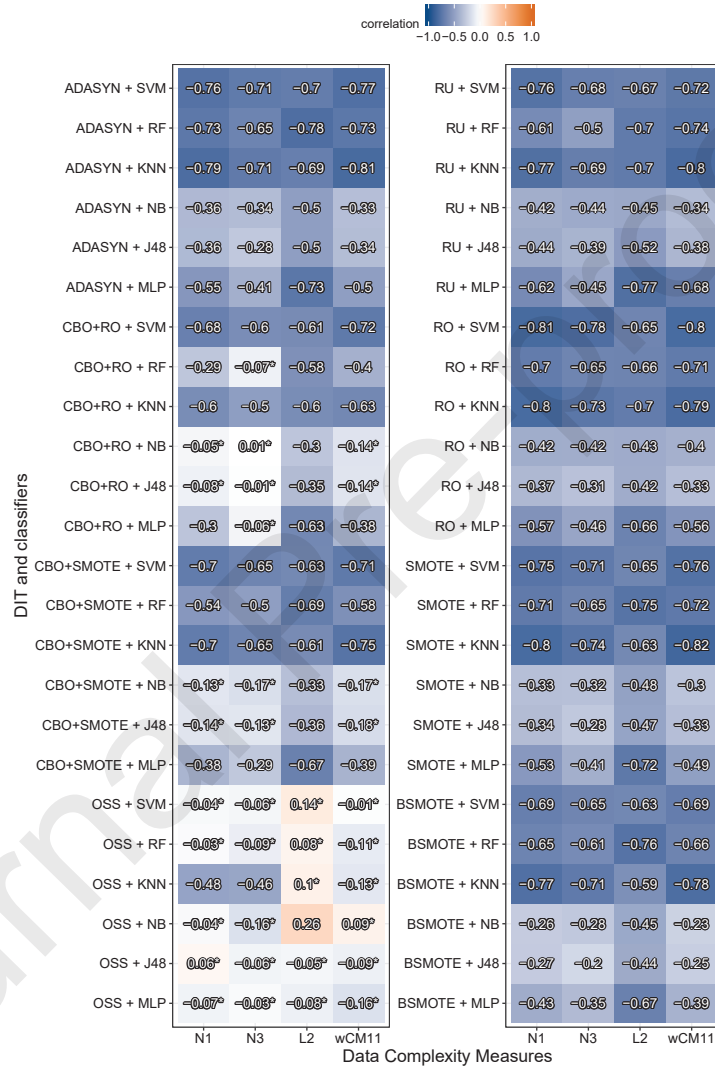 correlation
−1.0 −0.5 0.0 0.5 1.0
DIT and classifiers
ADASYN + SVM −0.76 −0.71 −0.7 −0.77
ADASYN + RF −0.73 −0.65 −0.78 −0.73
ADASYN + KNN −0.79 −0.71 −0.69 −0.81
ADASYN + NB −0.36 −0.34 −0.5 −0.33
ADASYN + J48 −0.36 −0.28 −0.5 −0.34
ADASYN + MLP −0.55 −0.41 −0.73 −0.5
CBO+RO + SVM −0.68 −0.6 −0.61 −0.72
CBO+RO + RF −0.29 −0.07* −0.58 −0.4
CBO+RO + KNN −0.6 −0.5 −0.6 −0.63
CBO+RO + NB −0.05* 0.01* −0.3 −0.14*
CBO+RO + J48 −0.08* −0.01* −0.35 −0.14*
CBO+RO + MLP −0.3 −0.06* −0.63 −0.38
CBO+SMOTE + SVM −0.7 −0.65 −0.63 −0.71
CBO+SMOTE + RF −0.54 −0.5 −0.69 −0.58
CBO+SMOTE + KNN −0.7 −0.65 −0.61 −0.75
CBO+SMOTE + NB −0.13* −0.17* −0.33 −0.17*
CBO+SMOTE + J48 −0.14* −0.13* −0.36 −0.18*
CBO+SMOTE + MLP −0.38 −0.29 −0.67 −0.39
OSS + SVM −0.04* −0.06* 0.14* −0.01*
OSS + RF −0.03* −0.09* 0.08* −0.11*
OSS + KNN −0.48 −0.46 0.1* −0.13*
OSS + NB −0.04* −0.16* 0.26 0.09*
OSS + J48 0.06* −0.06* −0.05* −0.09*
OSS + MLP −0.07* −0.03* −0.08* −0.16*
N1 N3 L2 wCM11
RU + SVM −0.76 −0.68 −0.67 −0.72
RU + RF −0.61 −0.5 −0.7 −0.74
RU + KNN −0.77 −0.69 −0.7 −0.8
RU + NB −0.42 −0.44 −0.45 −0.34
RU + J48 −0.44 −0.39 −0.52 −0.38
RU + MLP −0.62 −0.45 −0.77 −0.68
RO + SVM −0.81 −0.78 −0.65 −0.8
RO + RF −0.7 −0.65 −0.66 −0.71
RO + KNN −0.8 −0.73 −0.7 −0.79
RO + NB −0.42 −0.42 −0.43 −0.4
RO + J48 −0.37 −0.31 −0.42 −0.33
RO + MLP −0.57 −0.46 −0.66 −0.56
SMOTE + SVM −0.75 −0.71 −0.65 −0.76
SMOTE + RF −0.71 −0.65 −0.75 −0.72
SMOTE + KNN −0.8 −0.74 −0.63 −0.82
SMOTE + NB −0.33 −0.32 −0.48 −0.3
SMOTE + J48 −0.34 −0.28 −0.47 −0.33
SMOTE + MLP −0.53 −0.41 −0.72 −0.49
BSMOTE + SVM −0.69 −0.65 −0.63 −0.69
BSMOTE + RF −0.65 −0.61 −0.76 −0.66
BSMOTE + KNN −0.77 −0.71 −0.59 −0.78
BSMOTE + NB −0.26 −0.28 −0.45 −0.23
BSMOTE + J48 −0.27 −0.2 −0.44 −0.25
BSMOTE + MLP −0.43 −0.35 −0.67 −0.39
N1 N3 L2 wCM11
Data Complexity Measures